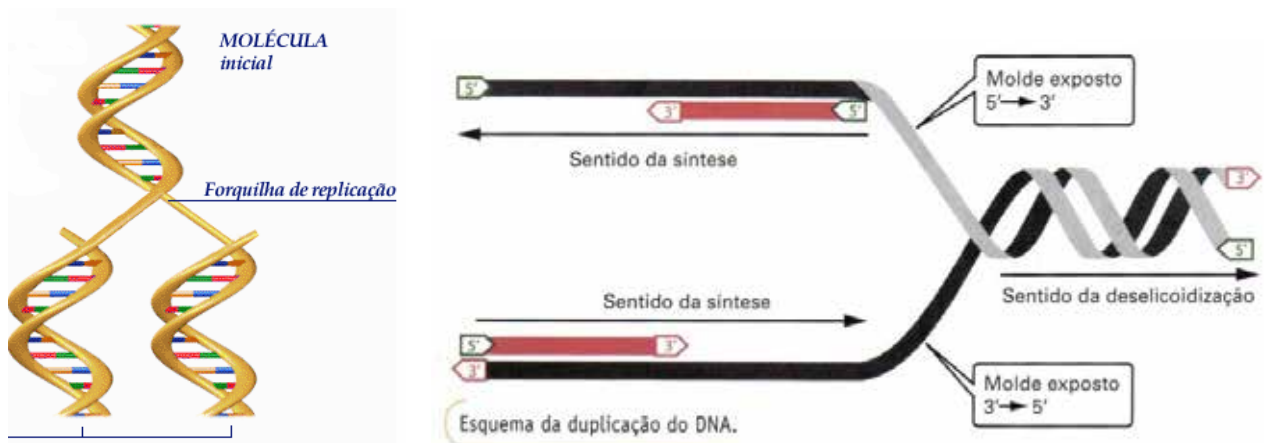 MOLÉCULA
inicial
Forquilha de replicação
5'
3'
5'
Sentido da síntese
Molde exposto
5' → 3'
3'
5'
Sentido da deselicoidização
Sentido da síntese
5'
3'
3'
Molde exposto
3' → 5'
Esquema da duplicação do DNA.